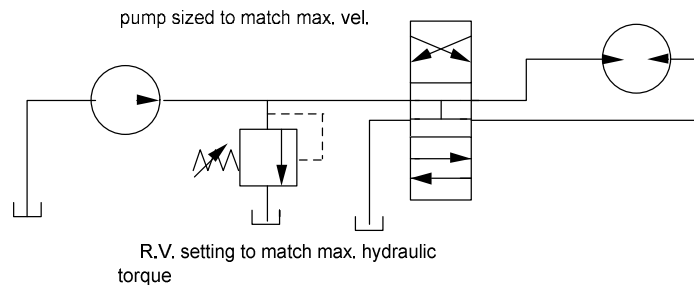 pump sized to match max. vel.
R.V. setting to match max. hydraulic
torque